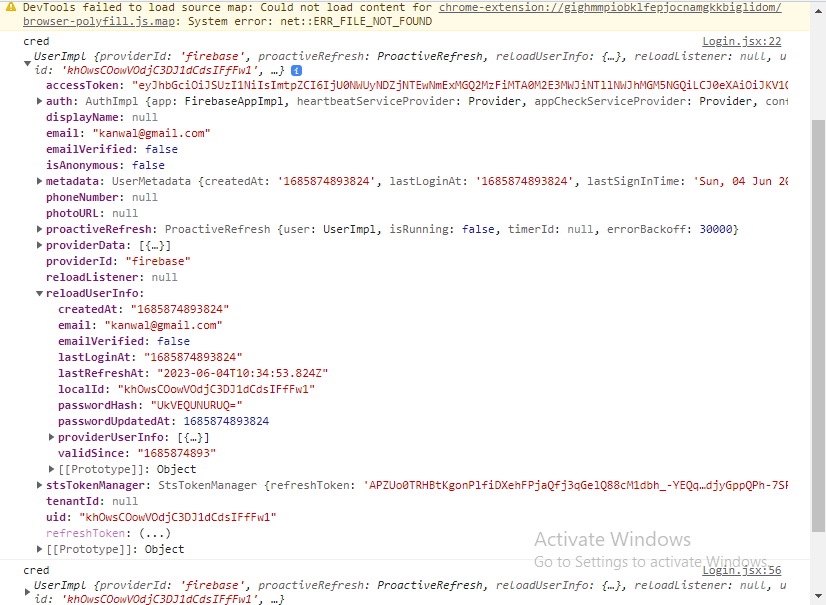 DevTools failed to load source map: Could not load content for chrome-extension://gighmmpiobklfepjocnamgkkbiglidom/
browser-polyfill.js.map: System error: net::ERR_FILE_NOT_FOUND
cred Login.jsx:22
UserImpl {providerId: 'firebase', proactiveRefresh: ProactiveRefresh, reloadUserInfo: {…}, reloadListener: null, u
id: 'khOwsCOowVOdjC3DJ1dCdsIFfFw1', …}
accessToken: "eyJhbGciOiJSUzI1NiIsImtpZCI6IjU0NWUyNDZjNTEwNmExMGQ2MzFiMTA0M2E3MWJiNTllNWJhMGM5NGQiLCJ0eXAiOiJKV1Q
auth: AuthImpl {app: FirebaseAppImpl, heartbeatServiceProvider: Provider, appCheckServiceProvider: Provider, conf
displayName: null
email: "kanwal@gmail.com"
emailVerified: false
isAnonymous: false
metadata: UserMetadata {createdAt: '1685874893824', lastLoginAt: '1685874893824', lastSignInTime: 'Sun, 04 Jun 20
phoneNumber: null
photoURL: null
proactiveRefresh: ProactiveRefresh {user: UserImpl, isRunning: false, timerId: null, errorBackoff: 30000}
providerData: [{…}]
providerId: "firebase"
reloadListener: null
reloadUserInfo:
createdAt: "1685874893824"
email: "kanwal@gmail.com"
emailVerified: false
lastLoginAt: "1685874893824"
lastRefreshAt: "2023-06-04T10:34:53.824Z"
localId: "khOwsCOowVOdjC3DJ1dCdsIFfFw1"
passwordHash: "UkVEQUNURUQ="
passwordUpdatedAt: 1685874893824
providerUserInfo: [{…}]
validSince: "1685874893"
[[Prototype]]: Object
stsTokenManager: StsTokenManager {refreshToken: 'APZUo0TRHBtKgonPlfiDXehFPjaQfj3qGelQ88cM1dbh_-YEQq…djyGppQPh-7SF
tenantId: null
uid: "khOwsCOowVOdjC3DJ1dCdsIFfFw1"
refreshToken: (...)
[[Prototype]]: Object
Activate Windows
Go to Settings to activate Windows.
cred Login.jsx:56
UserImpl {providerId: 'firebase', proactiveRefresh: ProactiveRefresh, reloadUserInfo: {…}, reloadListener: null, u
id: 'khOwsCOowVOdjC3DJ1dCdsIFfFw1', …}